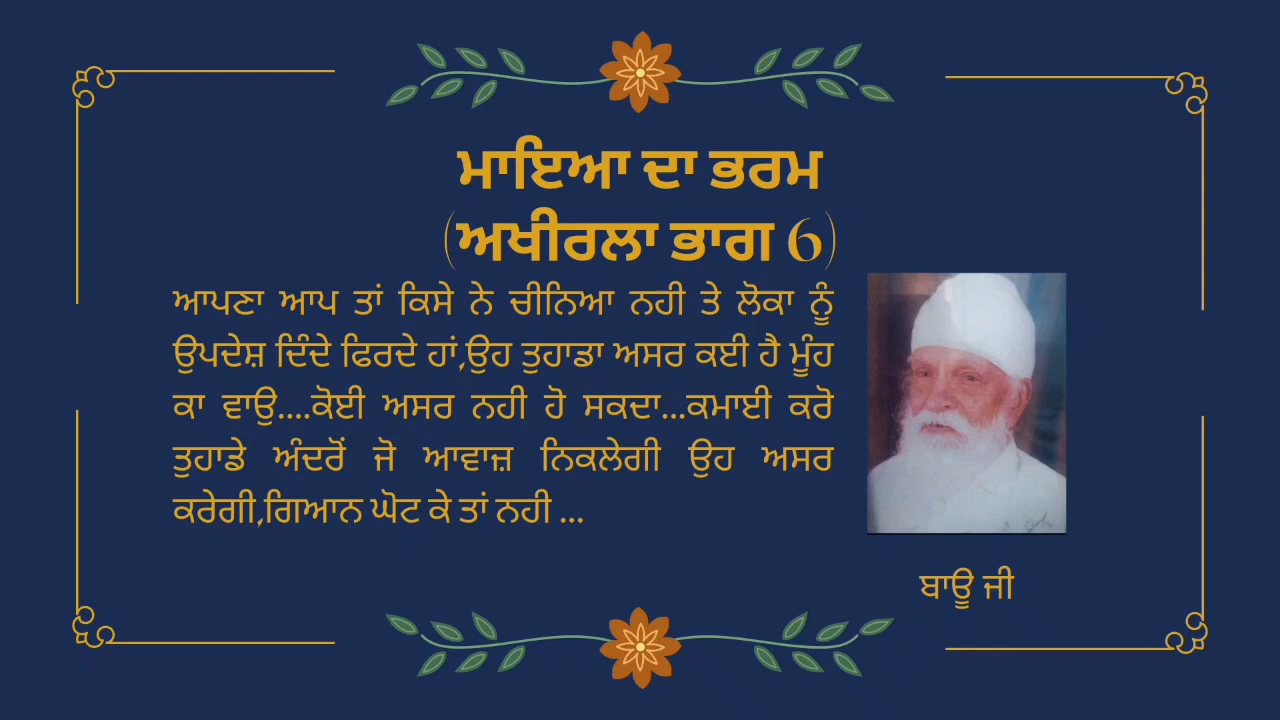 ਮਾਇਆ ਦਾ ਭਰਮ
(ਅਖੀਰਲਾ ਭਾਗ 6)
ਆਪਣਾ ਆਪ ਤਾਂ ਕਿਸੇ ਨੇ ਚੀਨਿਆ ਨਹੀ ਤੇ ਲੋਕਾ ਨੂੰ
ਉਪਦੇਸ਼ ਦਿੰਦੇ ਫਿਰਦੇ ਹਾਂ,ਉਹ ਤੁਹਾਡਾ ਅਸਰ ਕਈ ਹੈ ਮੂੰਹ
ਕਾ ਵਾਉ....ਕੋਈ ਅਸਰ ਨਹੀ ਹੋ ਸਕਦਾ...ਕਮਾਈ ਕਰੋ
ਤੁਹਾਡੇ ਅੰਦਰੋਂ ਜੋ ਆਵਾਜ਼ ਨਿਕਲੇਗੀ ਉਹ ਅਸਰ
ਕਰੇਗੀ,ਗਿਆਨ ਘੋਟ ਕੇ ਤਾਂ ਨਹੀ ...
ਬਾਊ ਜੀ